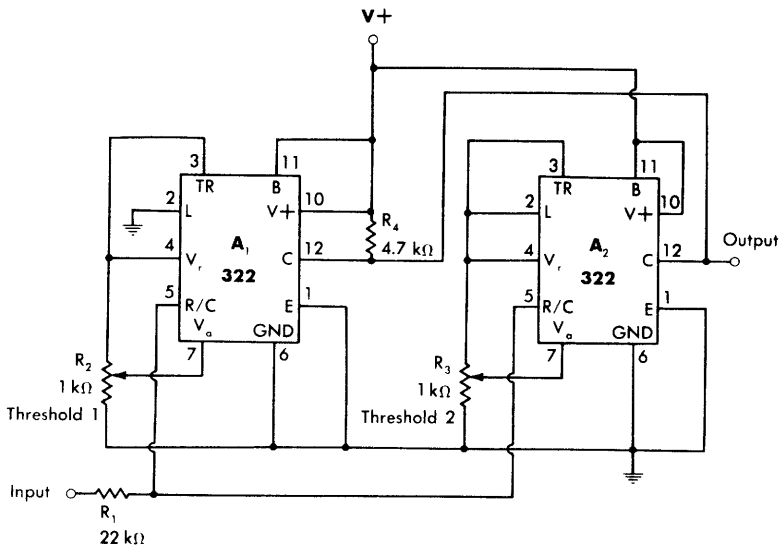 V+
3
TR
11
B
2
L
10
V+
A1
322
R4
4.7 kΩ
4
Vr
12
C
5
R/C
1
E
Va
GND
7
6
R2
1 kΩ
Threshold 1
3
TR
11
B
2
L
10
V+
A2
322
4
Vr
12
C
Output
5
R/C
1
E
Va
GND
7
6
R3
1 kΩ
Threshold 2
Input
R1
22 kΩ